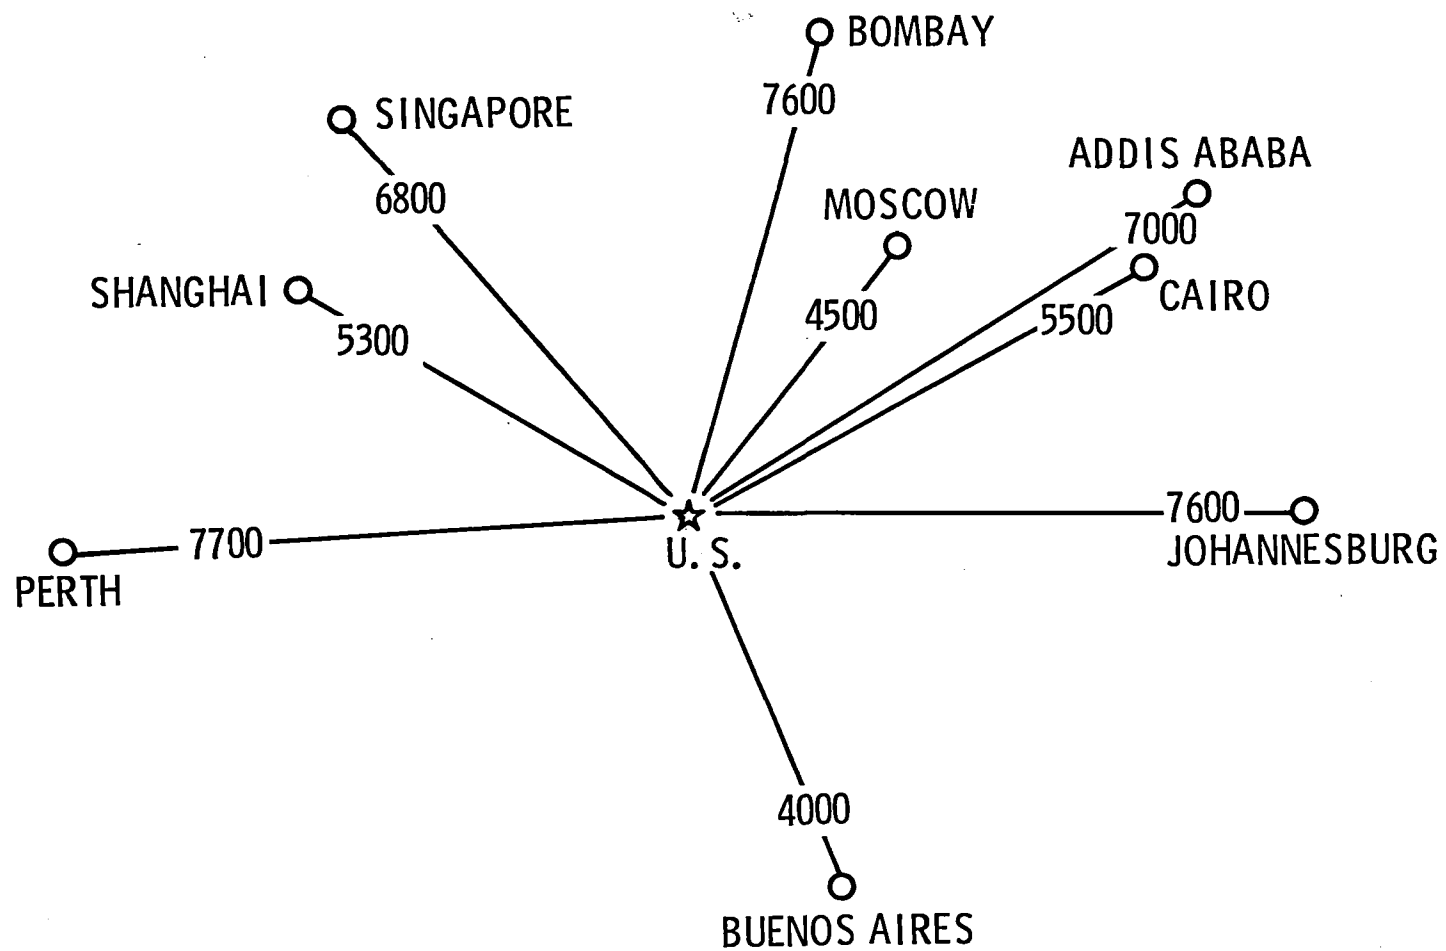 BOMBAY
7600
SINGAPORE
6800
ADDIS ABABA
7000
MOSCOW
4500
SHANGHAI
5300
CAIRO
5500
7600
JOHANNESBURG
7700
PERTH
U.S.
4000
BUENOS AIRES